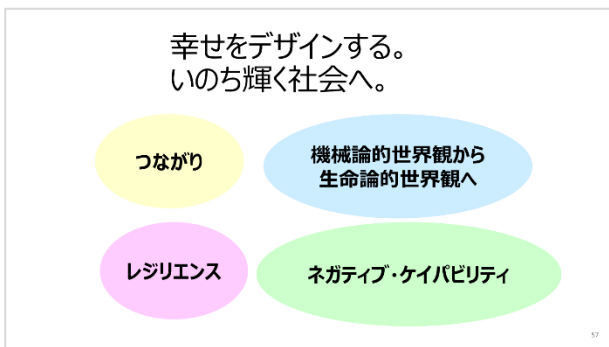 幸せをデザインする。
いのち輝く社会へ。
つながり
機械論的世界観から
生命論的世界観へ
レジリエンス
ネガティブ・ケイパビリティ
57